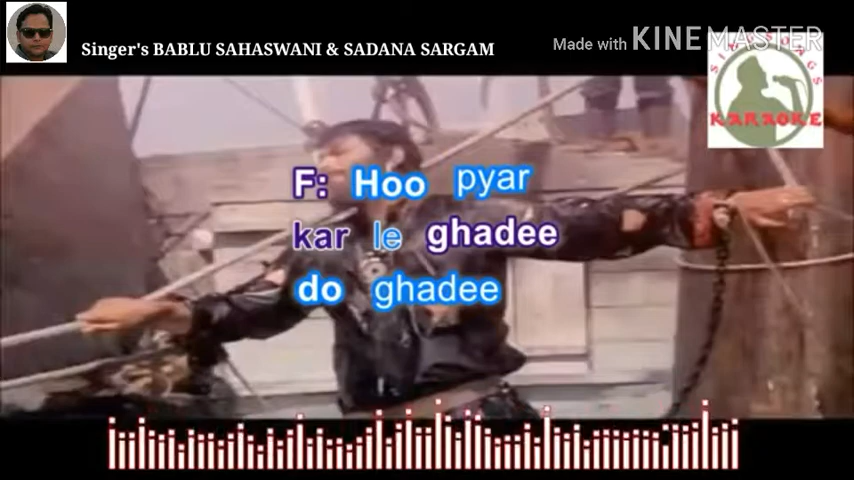 Singer's BABLU SAHASWANI & SADANA SARGAM
Made with KINEMASTER
KARAOKE
F: Hoo pyar
kar le ghadee
do ghadee